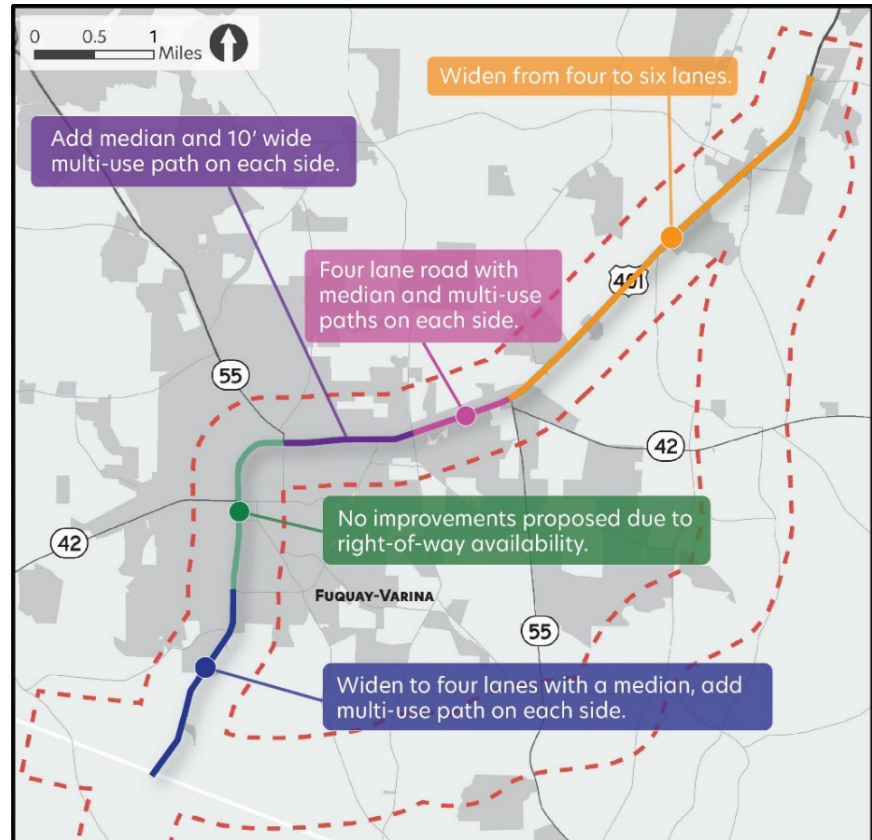 0 0.5 1
Miles
Widen from four to six lanes.
Add median and 10' wide
multi-use path on each side.
Four lane road with
median and multi-use
paths on each side.
401
55
42
No improvements proposed due to
right-of-way availability.
42
FUQUAY-VARINA
55
Widen to four lanes with a median, add
multi-use path on each side.